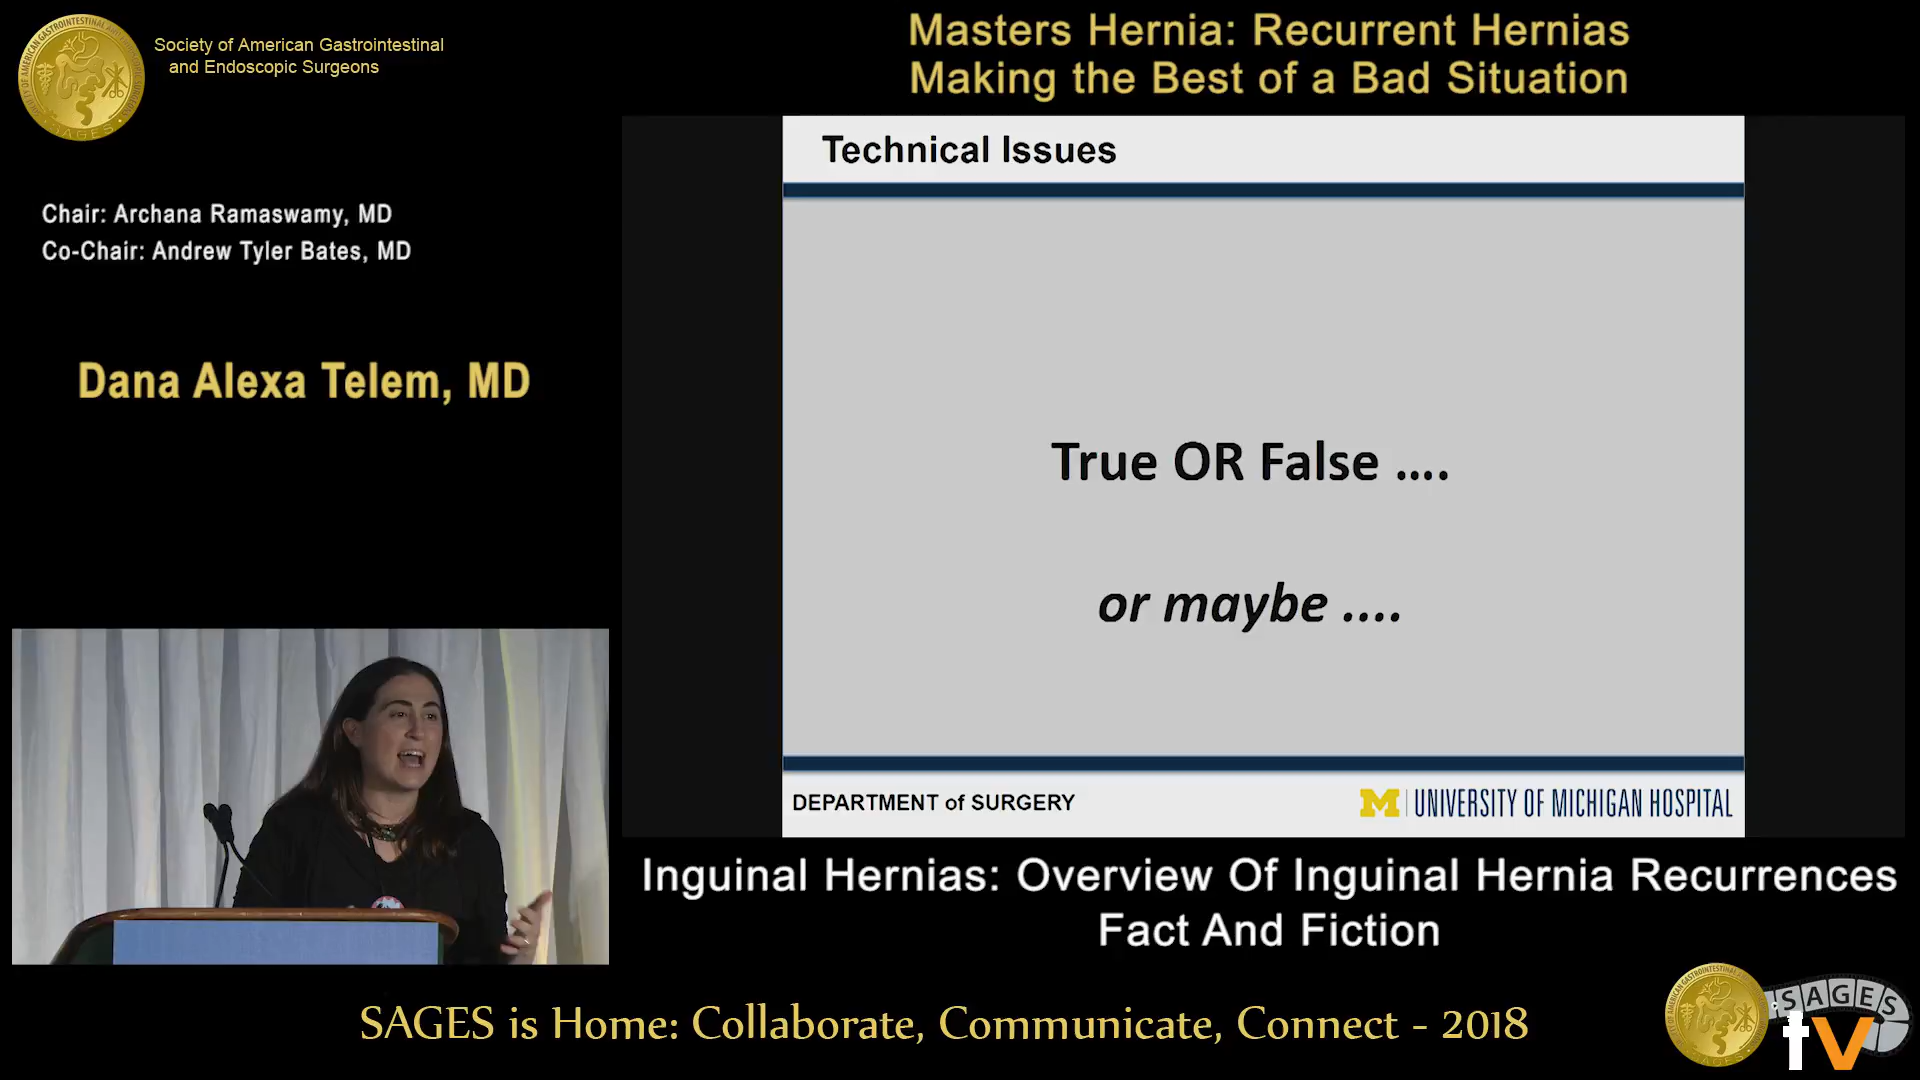 Society of American Gastrointestinal
and Endoscopic Surgeons
Masters Hernia: Recurrent Hernias
Making the Best of a Bad Situation
Chair: Archana Ramaswamy, MD
Co-Chair: Andrew Tyler Bates, MD
Dana Alexa Telem, MD
Technical Issues
True OR False ....
or maybe ....
DEPARTMENT of SURGERY
M UNIVERSITY OF MICHIGAN HOSPITAL
Inguinal Hernias: Overview Of Inguinal Hernia Recurrences
Fact And Fiction
SAGES is Home: Collaborate, Communicate, Connect - 2018
SAGES
tv